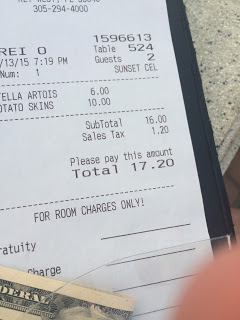 305-294-4000
REI O 1596613
/13/15 7:19 PM Table 524
Num: 1 Guests 2
SUNSET CEL
TELLA ARTOIS 6.00
OTATO SKINS 10.00
SubTotal 16.00
Sales Tax 1.20
Please pay this amount
Total 17.20
FOR ROOM CHARGES ONLY!
ratuity
Charge
FEDERAL